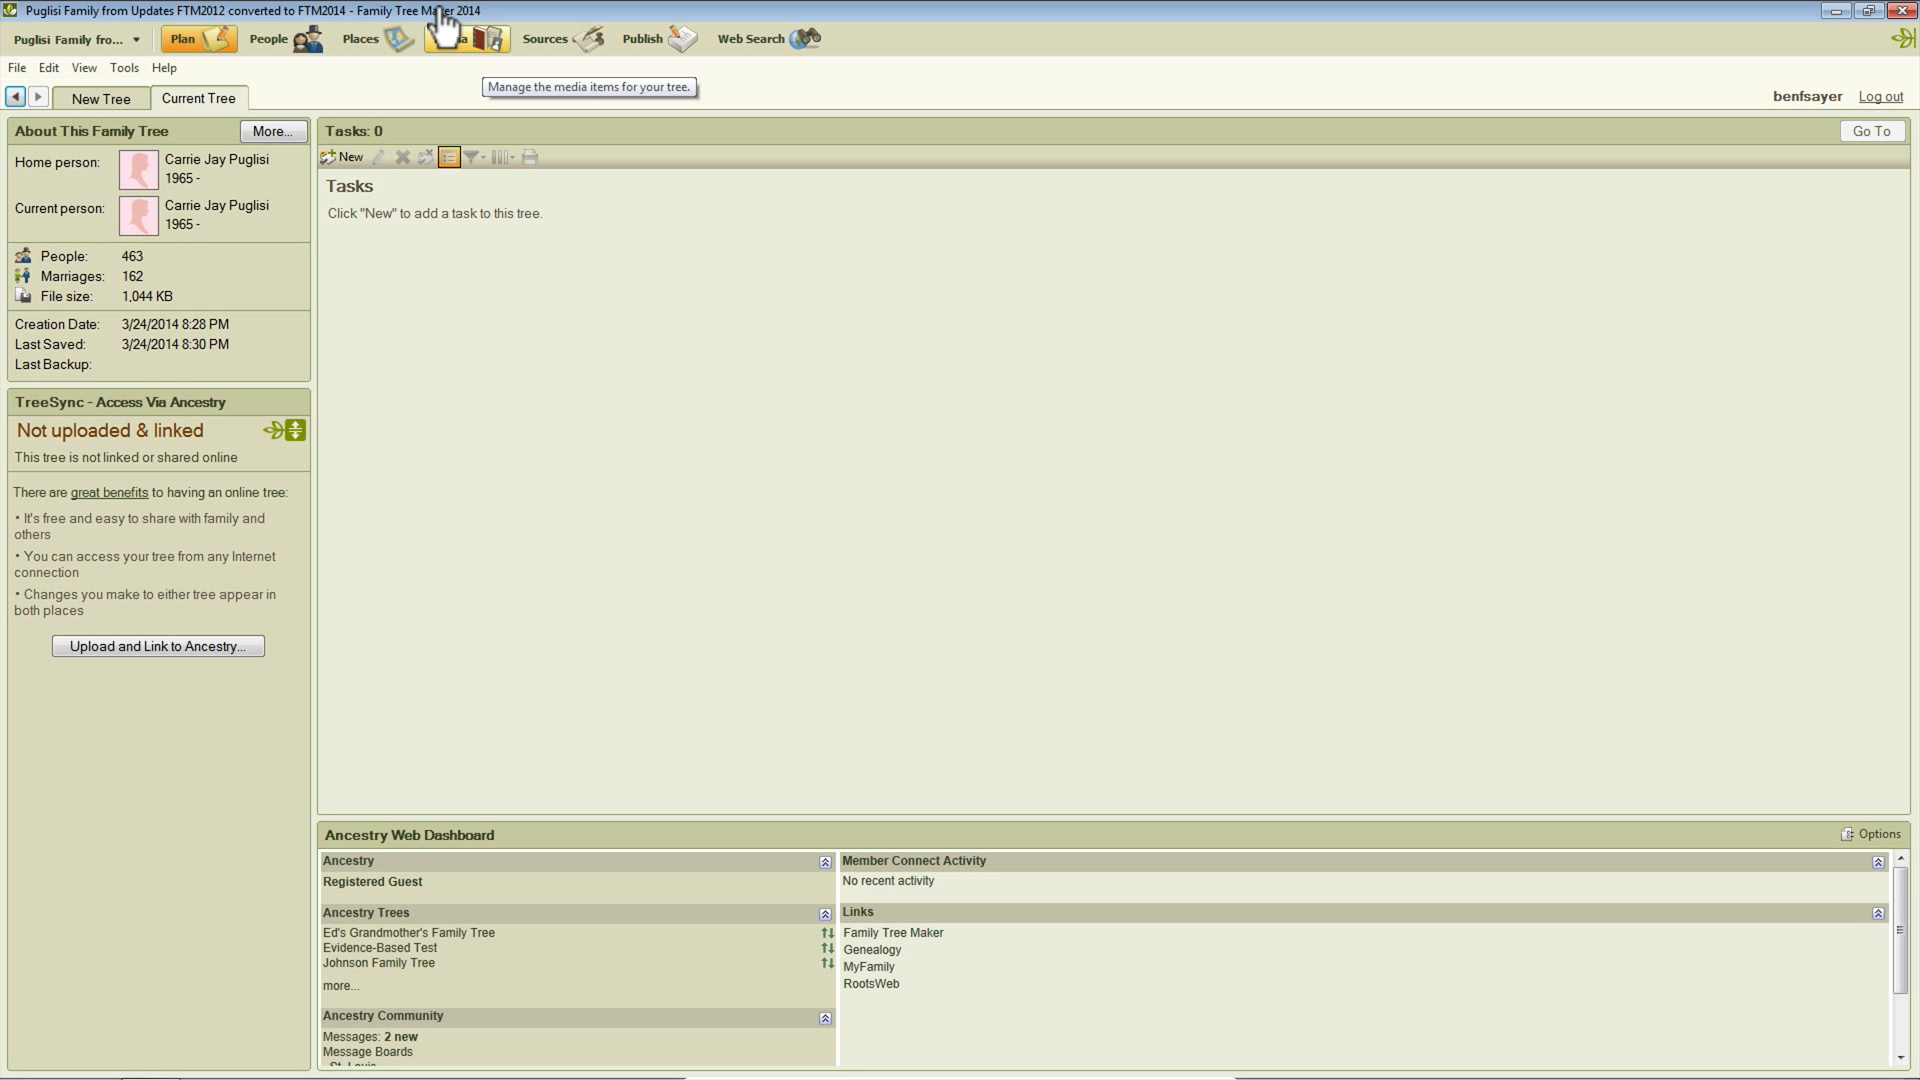 Puglisi Family from Updates FTM2012 converted to FTM2014 - Family Tree Maker 2014
Puglisi Family fro...
Plan
People
Places
Sources
Publish
Web Search
File Edit View Tools Help
Manage the media items for your tree.
New Tree
Current Tree
benfsayer Log out
About This Family Tree
More...
Home person:
Carrie Jay Puglisi
1965 -
Current person:
Carrie Jay Puglisi
1965 -
People: 463
Marriages: 162
File size: 1,044 KB
Creation Date: 3/24/2014 8:28 PM
Last Saved: 3/24/2014 8:30 PM
Last Backup:
TreeSync - Access Via Ancestry
Not uploaded & linked
This tree is not linked or shared online
There are great benefits to having an online tree:
• It's free and easy to share with family and
others
• You can access your tree from any Internet
connection
• Changes you make to either tree appear in
both places
Upload and Link to Ancestry...
Tasks: 0
Go To
New
Tasks
Click "New" to add a task to this tree.
Ancestry Web Dashboard
Options
Ancestry
Registered Guest
Ancestry Trees
Ed's Grandmother's Family Tree
Evidence-Based Test
Johnson Family Tree
more...
Ancestry Community
Messages: 2 new
Message Boards
Member Connect Activity
No recent activity
Links
Family Tree Maker
Genealogy
MyFamily
RootsWeb